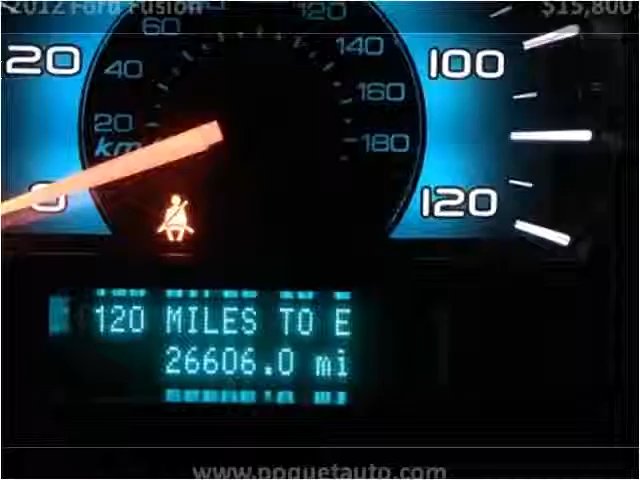 2012 Ford Fusion $15,800
60 120
20 40 140 100
160
20 180
km
0 120
120 MILES TO E
26606.0 mi
www.poquetauto.com